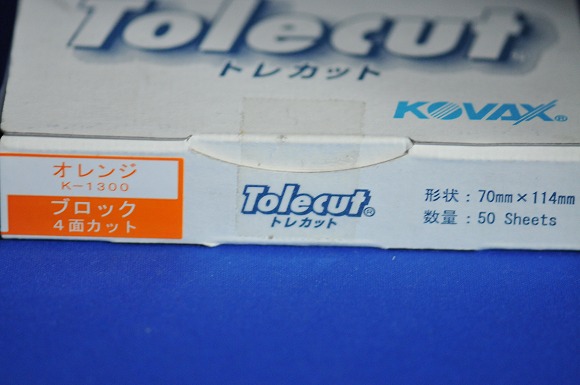 Tolecut
トレカット
KOVAX®
オレンジ
K-1300
ブロック
4面カット
Tolecut®
トレカット
形状：70mm×114mm
数量：50 Sheets